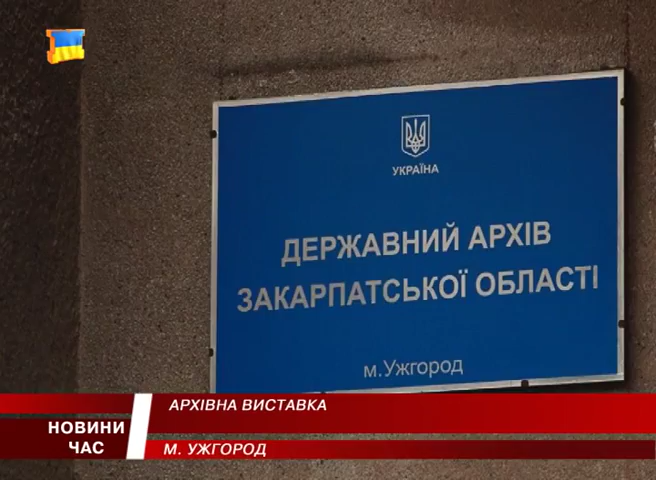 УКРАЇНА
ДЕРЖАВНИЙ АРХІВ
ЗАКАРПАТСЬКОЇ ОБЛАСТІ
м.Ужгород
АРХІВНА ВИСТАВКА
НОВИНИ
ЧАС
М. УЖГОРОД